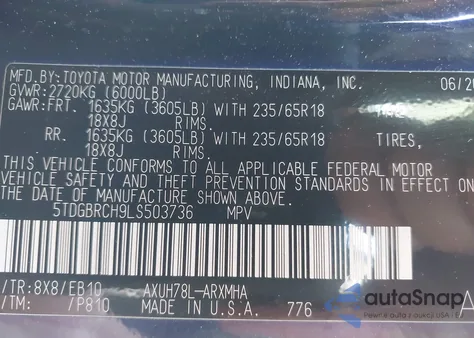 MFD.BY: TOYOTA MOTOR MANUFACTURING, INDIANA, INC. 06/20
GVWR: 2720KG (6000LB)
GAWR:FRT. 1635KG (3605LB) WITH 235/65R18
18X8J RIMS.
RR. 1635KG (3605LB) WITH 235/65R18 TIRES,
18X8J RIMS.
THIS VEHICLE CONFORMS TO ALL APPLICABLE FEDERAL MOTOR
VEHICLE SAFETY AND THEFT PREVENTION STANDARDS IN EFFECT ON
THE DATE OF MANUFACTURE SHOWN ABOVE.
5TDGBRCH9LS503736 MPV
/TR:8X8/EB10 AXUH78L-ARXMHA
/TM: /P810 MADE IN U.S.A. 776 A
autoSnap